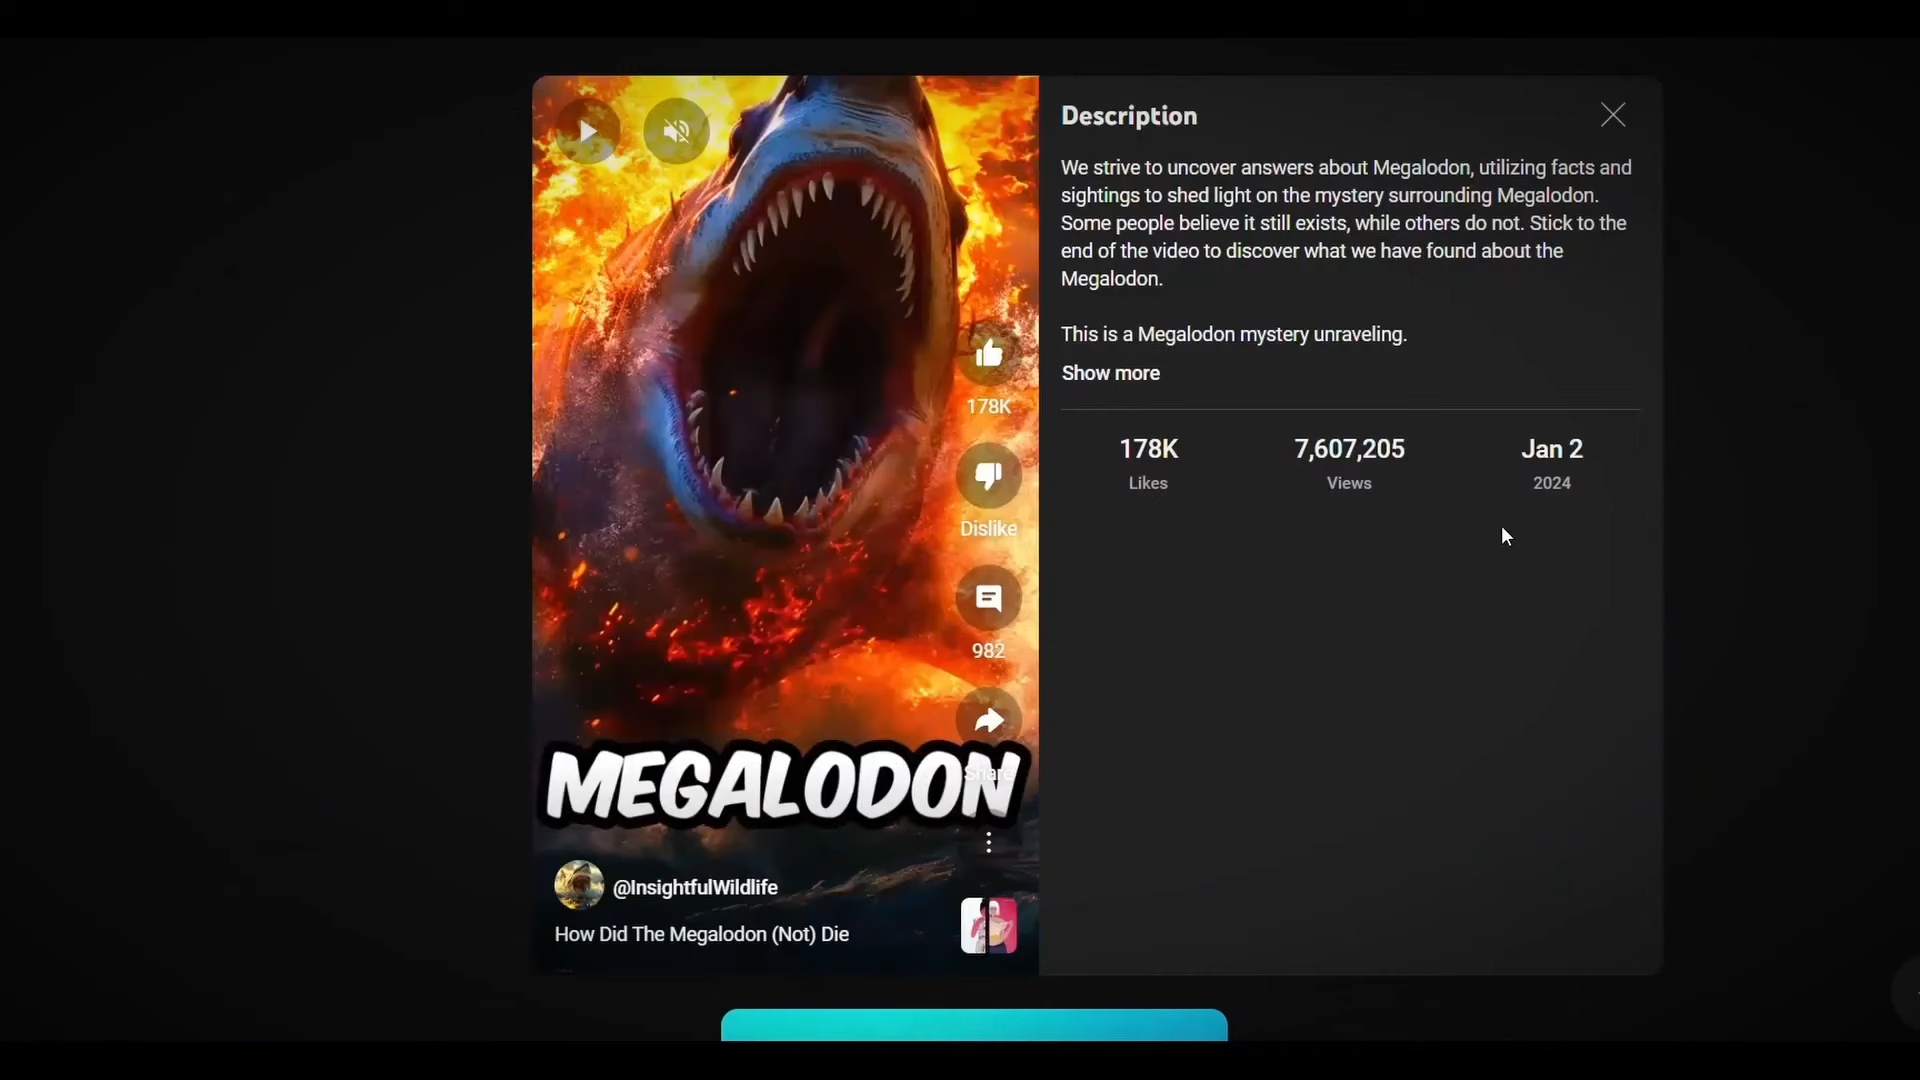 Description
We strive to uncover answers about Megalodon, utilizing facts and
sightings to shed light on the mystery surrounding Megalodon.
Some people believe it still exists, while others do not. Stick to the
end of the video to discover what we have found about the
Megalodon.
This is a Megalodon mystery unraveling.
Show more
178K
7,607,205
Jan 2
Likes
Views
2024
178K
Dislike
982
Share
MEGALODON
@InsightfulWildlife
How Did The Megalodon (Not) Die